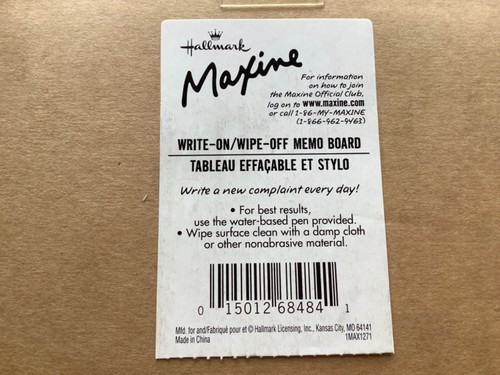 Hallmark
Maxine
For information
on how to join
the Maxine Official Club,
log on to www.maxine.com
or call 1-86-MY-MAXINE
(1-866-962-9463)
WRITE-ON/WIPE-OFF MEMO BOARD
TABLEAU EFFAÇABLE ET STYLO
Write a new complaint every day!
• For best results,
use the water-based pen provided.
• Wipe surface clean with a damp cloth
or other nonabrasive material.
0 15012 68484 1
Mfd. for and/Fabriqué pour et © Hallmark Licensing, Inc., Kansas City, MO 64141
Made in China 1MAX1271